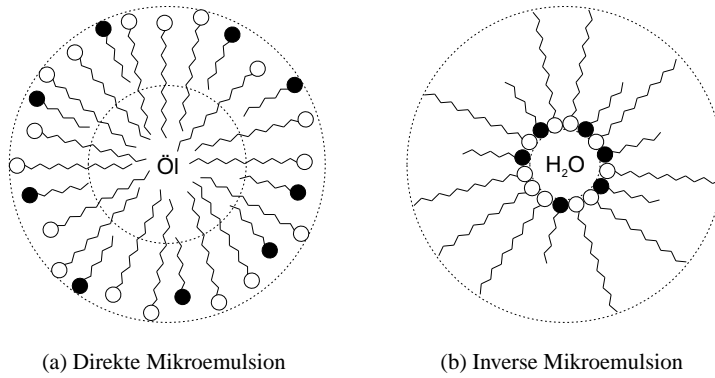 Öl
H₂O
(a) Direkte Mikroemulsion
(b) Inverse Mikroemulsion